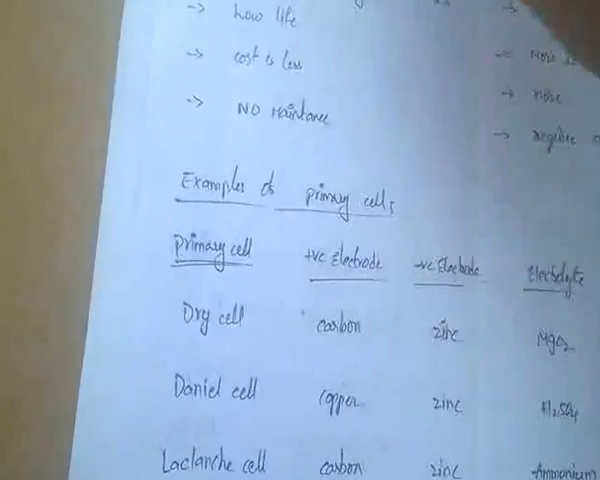 -> Low life ->
-> cost is less -> More
-> NO Maintance -> More
-> Require
Examples of primary cells
Primary cell +ve Electrode -ve Electrode Electrolyte
Dry cell carbon zinc MgO2
Daniel cell copper zinc H2SO4
Laclanche cell carbon zinc Ammonium